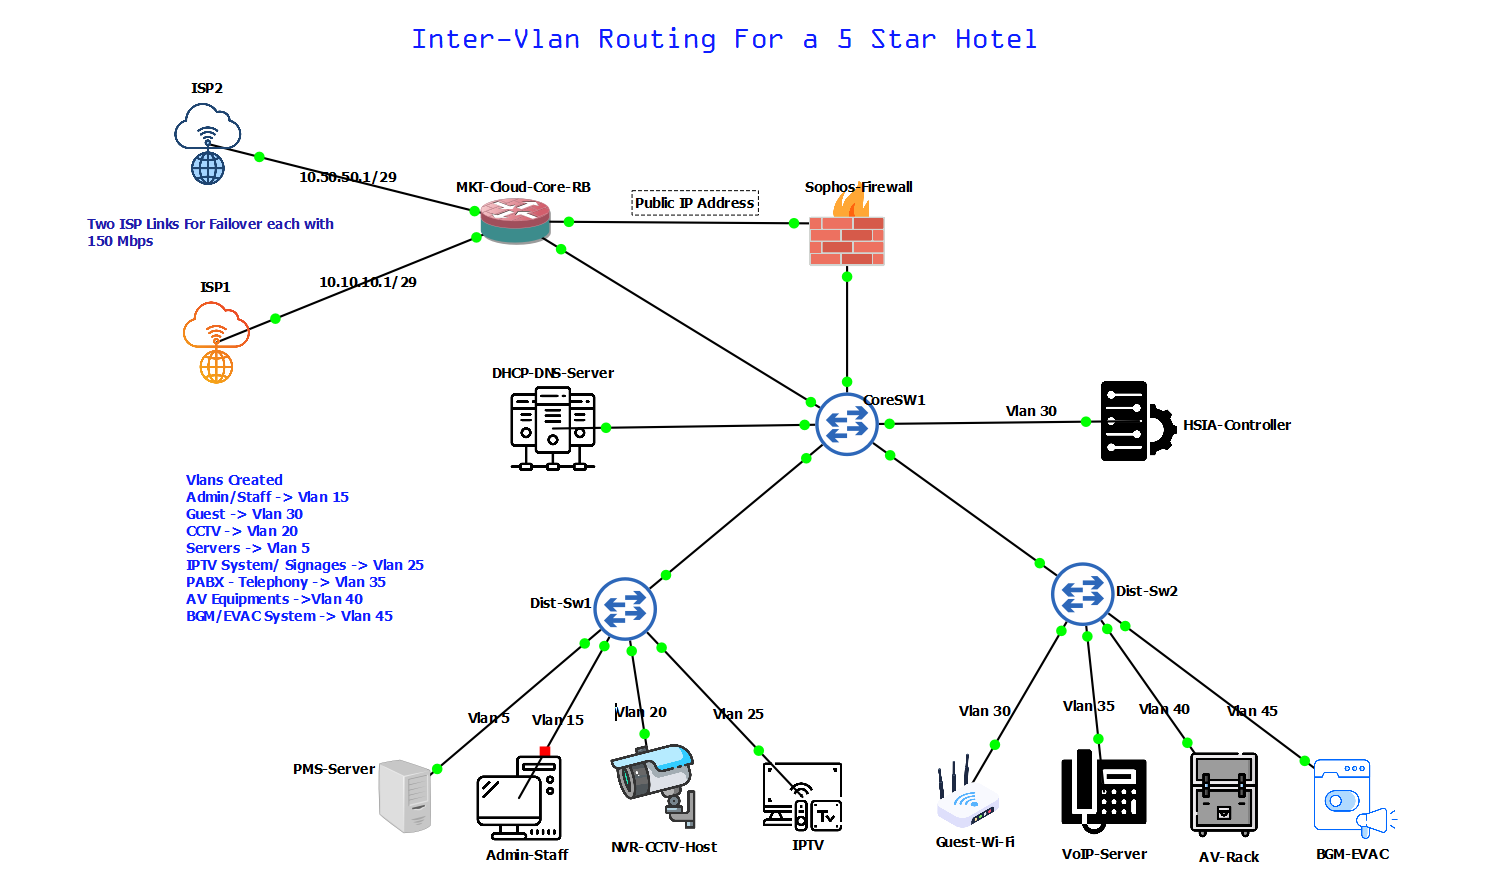 Inter-Vlan Routing For a 5 Star Hotel
ISP2
10.50.50.1/29
MKT-Cloud-Core-RB
Public IP Address
Sophos-Firewall
Two ISP Links For Failover each with
150 Mbps
ISP1
10.10.10.1/29
DHCP-DNS-Server
CoreSW1
Vlan 30
HSIA-Controller
Vlans Created
Admin/Staff -> Vlan 15
Guest -> Vlan 30
CCTV -> Vlan 20
Servers -> Vlan 5
IPTV System/ Signages -> Vlan 25
PABX - Telephony -> Vlan 35
AV Equipments ->Vlan 40
BGM/EVAC System -> Vlan 45
Dist-Sw1
Dist-Sw2
Vlan 5
Vlan 15
Vlan 20
Vlan 25
Vlan 30
Vlan 35
Vlan 40
Vlan 45
PMS-Server
Tv
Admin-Staff
NVR-CCTV-Host
IPTV
Guest-Wi-Fi
VoIP-Server
AV-Rack
BGM-EVAC